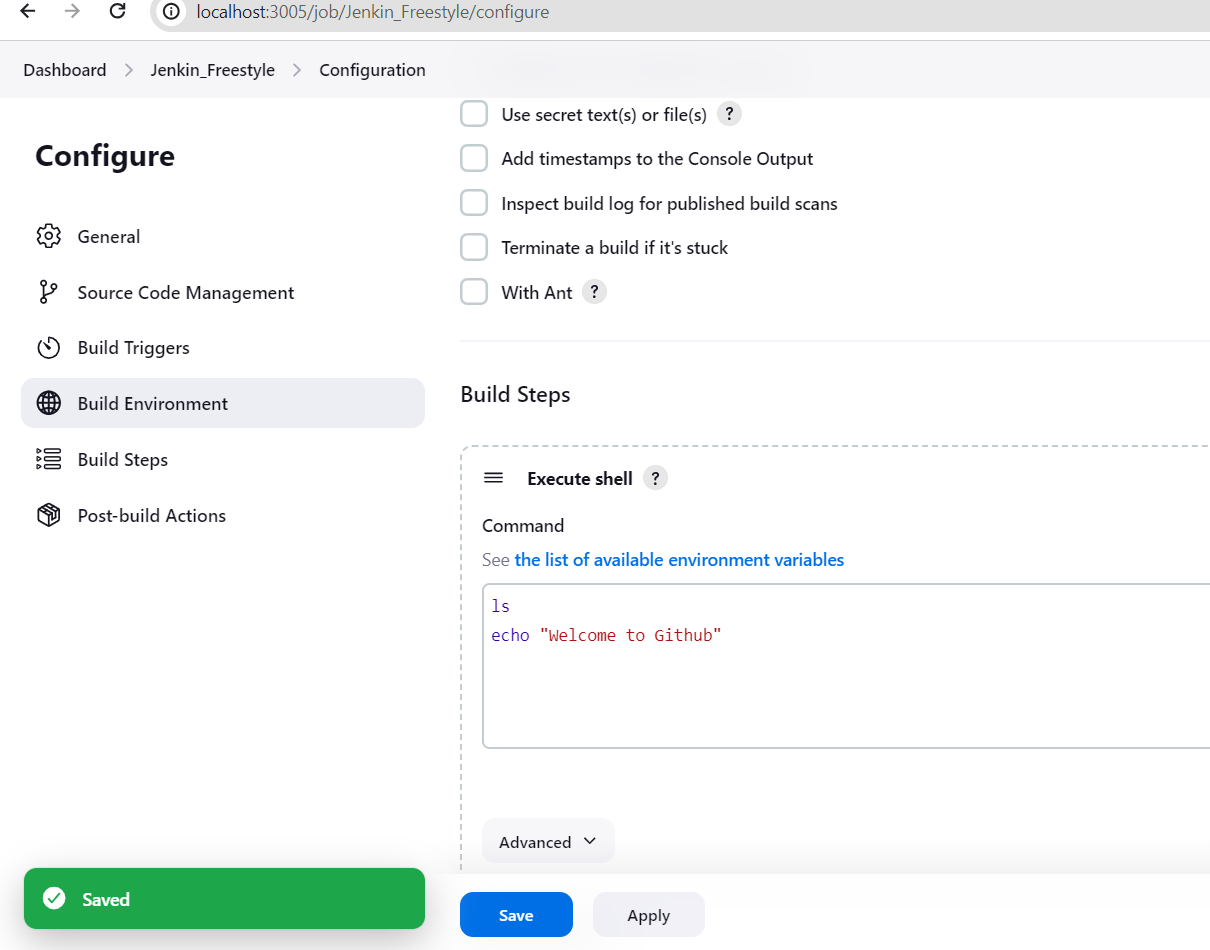 localhost:3005/job/Jenkin_Freestyle/configure
Dashboard > Jenkin_Freestyle > Configuration
Configure
General
Source Code Management
Build Triggers
Build Environment
Build Steps
Post-build Actions
Use secret text(s) or file(s) ?
Add timestamps to the Console Output
Inspect build log for published build scans
Terminate a build if it's stuck
With Ant ?
Build Steps
Execute shell ?
Command
See the list of available environment variables
ls
echo "Welcome to Github"
Advanced
Saved
Save Apply